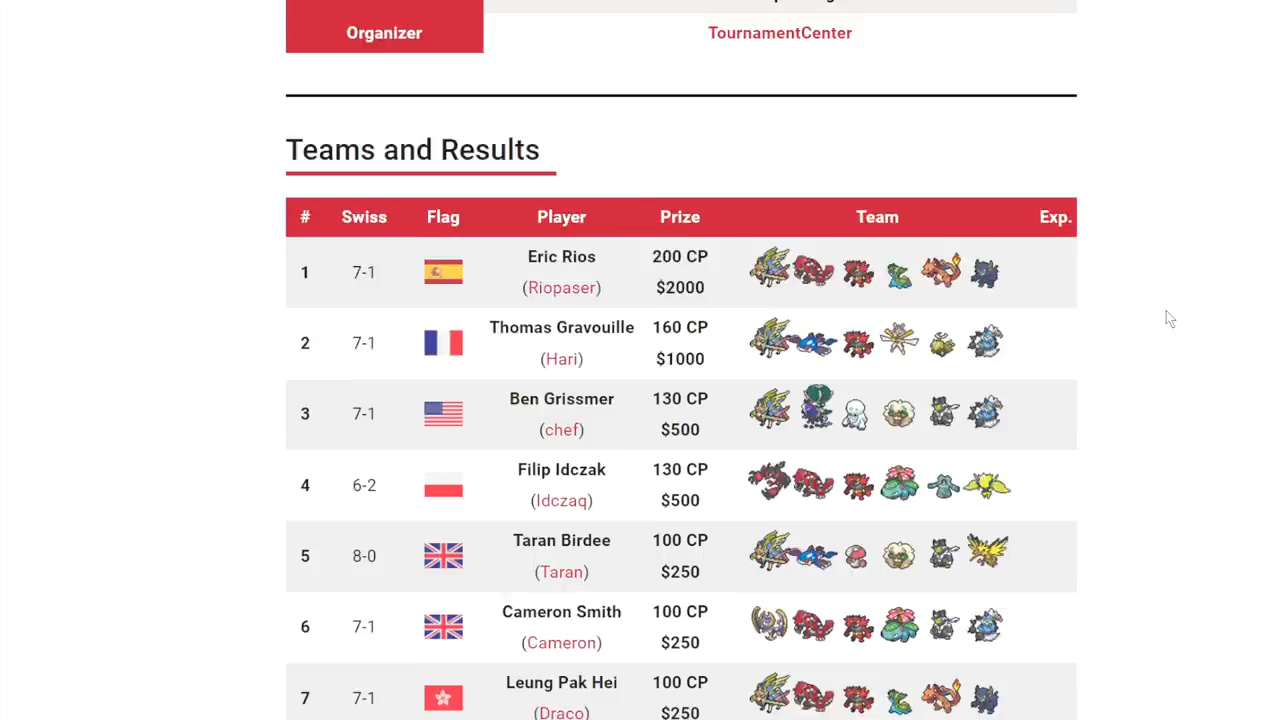 Organizer TournamentCenter
Teams and Results
# Swiss Flag Player Prize Team Exp.
1 7-1 Eric Rios (Riopaser) 200 CP $2000
2 7-1 Thomas Gravouille (Hari) 160 CP $1000
3 7-1 Ben Grissmer (chef) 130 CP $500
4 6-2 Filip Idczak (Idczaq) 130 CP $500
5 8-0 Taran Birdee (Taran) 100 CP $250
6 7-1 Cameron Smith (Cameron) 100 CP $250
7 7-1 Leung Pak Hei (Draco) 100 CP $250